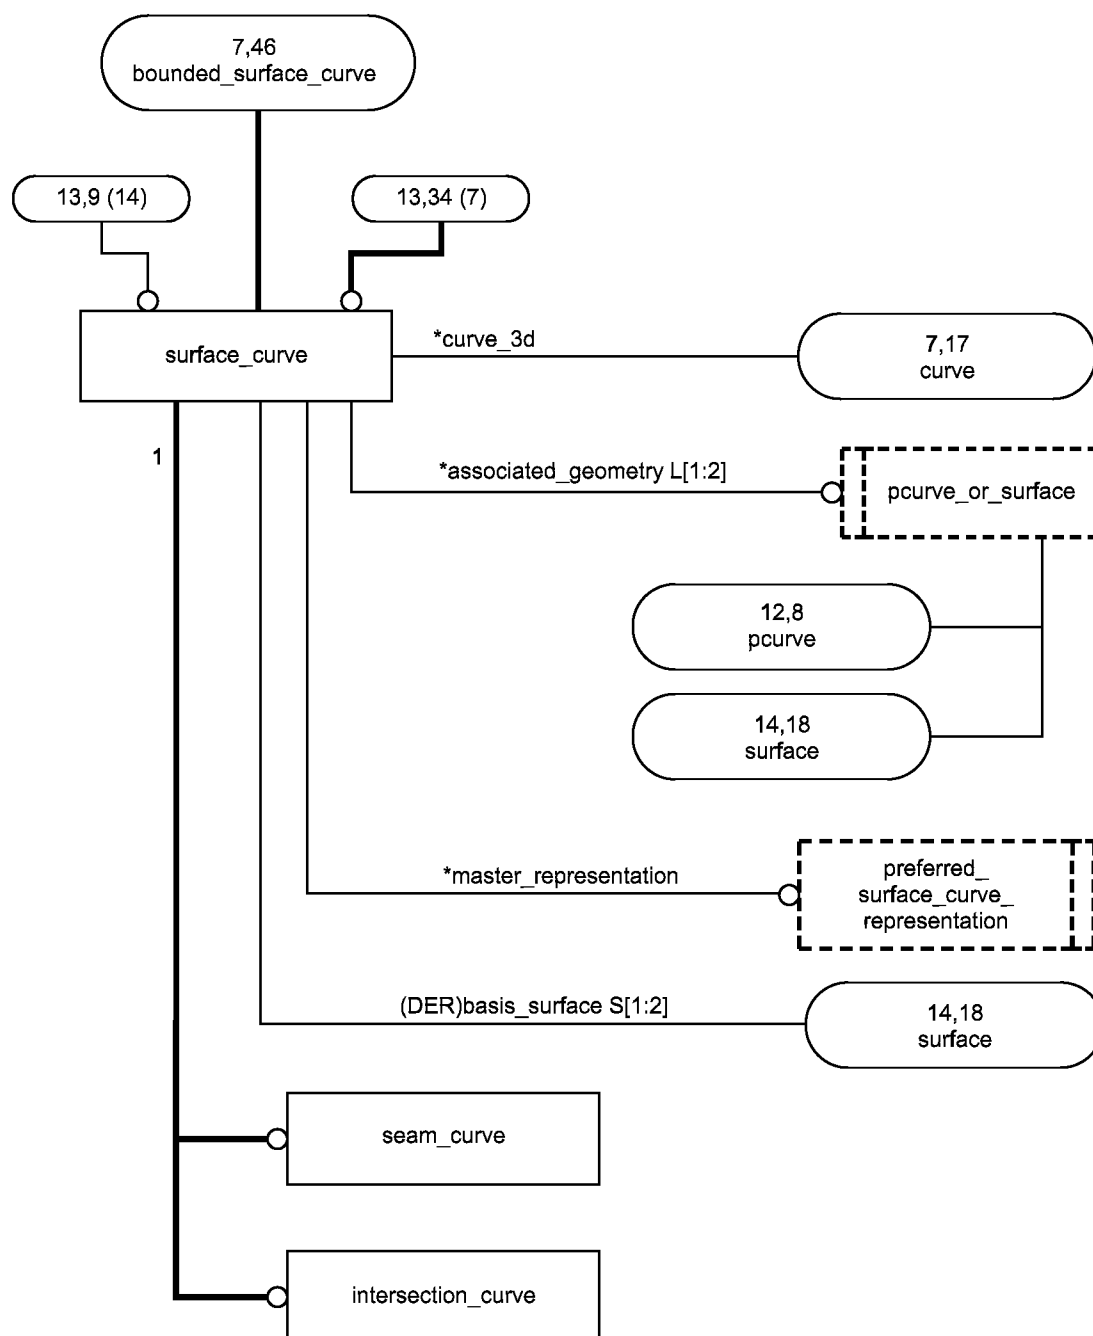 7,46
bounded_surface_curve
13,9 (14)
13,34 (7)
surface_curve
*curve_3d
7,17
curve
1
*associated_geometry L[1:2]
pcurve_or_surface
12,8
pcurve
14,18
surface
*master_representation
preferred_
surface_curve_
representation
(DER)basis_surface S[1:2]
14,18
surface
seam_curve
intersection_curve